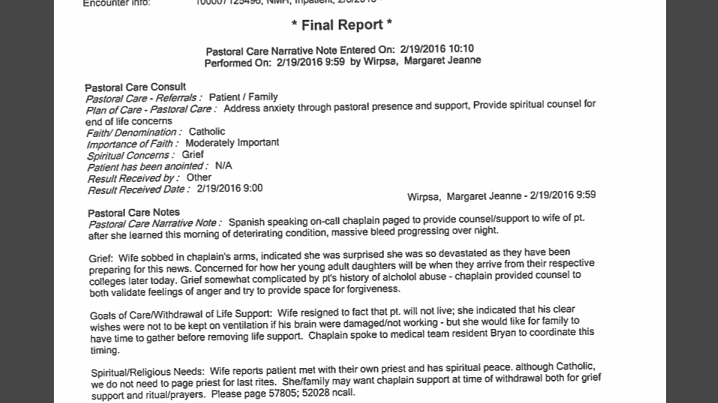 Encounter info: 100007125496, NMH, Inpatient, 2/8/2016 -
* Final Report *
Pastoral Care Narrative Note Entered On: 2/19/2016 10:10
Performed On: 2/19/2016 9:59 by Wirpsa, Margaret Jeanne
Pastoral Care Consult
Pastoral Care - Referrals : Patient / Family
Plan of Care - Pastoral Care : Address anxiety through pastoral presence and support, Provide spiritual counsel for
end of life concerns
Faith/ Denomination : Catholic
Importance of Faith : Moderately Important
Spiritual Concerns : Grief
Patient has been anointed : N/A
Result Received by : Other
Result Received Date : 2/19/2016 9:00
Wirpsa, Margaret Jeanne - 2/19/2016 9:59
Pastoral Care Notes
Pastoral Care Narrative Note : Spanish speaking on-call chaplain paged to provide counsel/support to wife of pt.
after she learned this morning of deterirating condition, massive bleed progressing over night.
Grief: Wife sobbed in chaplain's arms, indicated she was surprised she was so devastated as they have been
preparing for this news. Concerned for how her young adult daughters will be when they arrive from their respective
colleges later today. Grief somewhat complicated by pt's history of alcholol abuse - chaplain provided counsel to
both validate feelings of anger and try to provide space for forgiveness.
Goals of Care/Withdrawal of Life Support: Wife resigned to fact that pt. will not live; she indicated that his clear
wishes were not to be kept on ventilation if his brain were damaged/not working - but she would like for family to
have time to gather before removing life support. Chaplain spoke to medical team resident Bryan to coordinate this
timing.
Spiritual/Religious Needs: Wife reports patient met with their own priest and has spiritual peace. although Catholic,
we do not need to page priest for last rites. She/family may want chaplain support at time of withdrawal both for grief
support and ritual/prayers. Please page 57805; 52028 ncall.